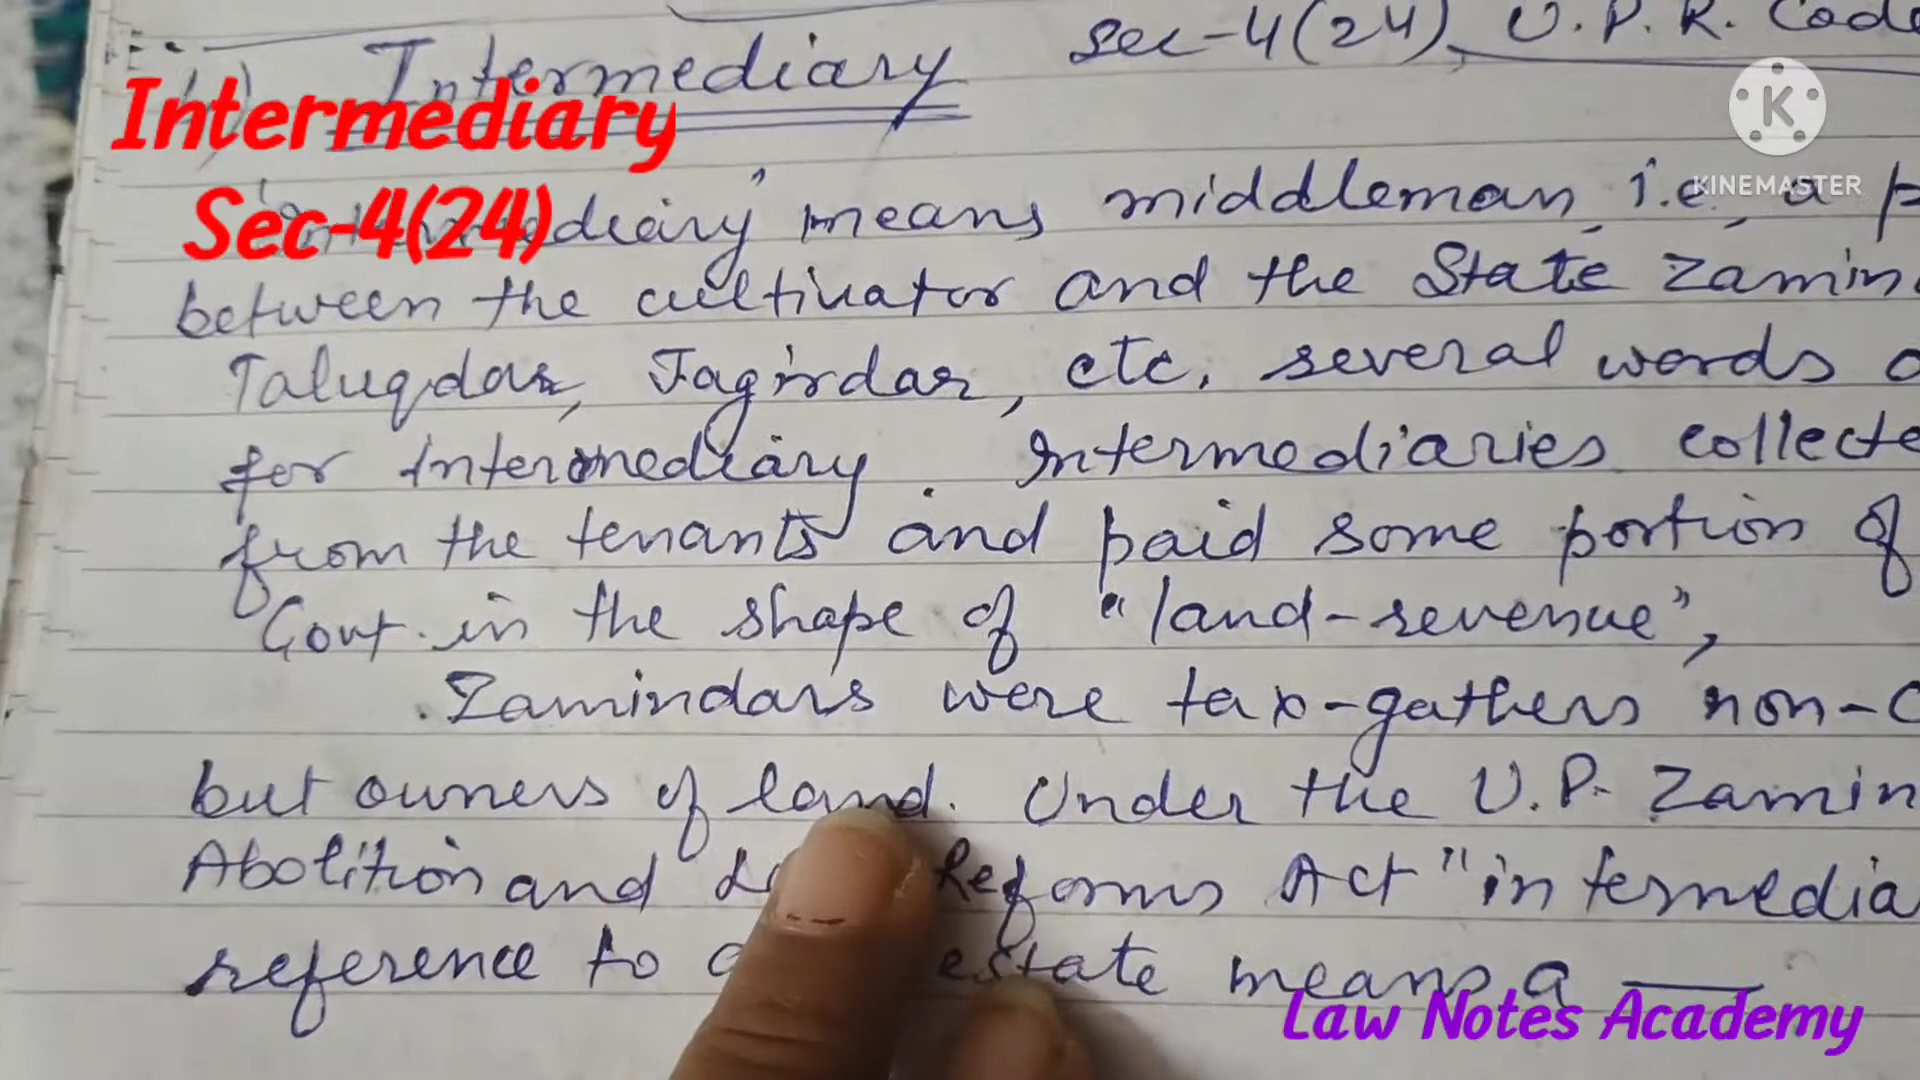 Intermediary sec-4(24), U.P.R. Code
Intermediary
Sec-4(24)
KINEMASTER
means middleman i.e., a
between the cultivator and the State Zamin
Taluqdar, Jagirdar, etc. several words
for intermediary. Intermediaries collecte
from the tenants and paid some portion of
Govt. in the shape of "land-revenue",
Zamindars were tax-gathers non-
but owners of land. Under the U.P. Zamin
Abolition and Reforms Act "intermedia
reference to estate means a
Law Notes Academy